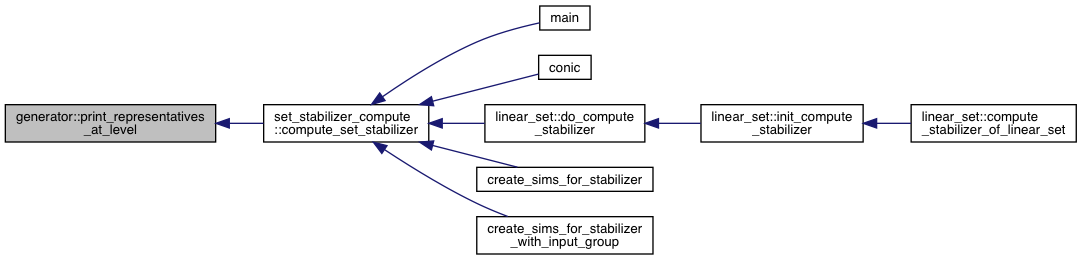 generator::print_representatives
_at_level
set_stabilizer_compute
::compute_set_stabilizer
main
conic
linear_set::do_compute
_stabilizer
create_sims_for_stabilizer
create_sims_for_stabilizer
_with_input_group
linear_set::init_compute
_stabilizer
linear_set::compute
_stabilizer_of_linear_set